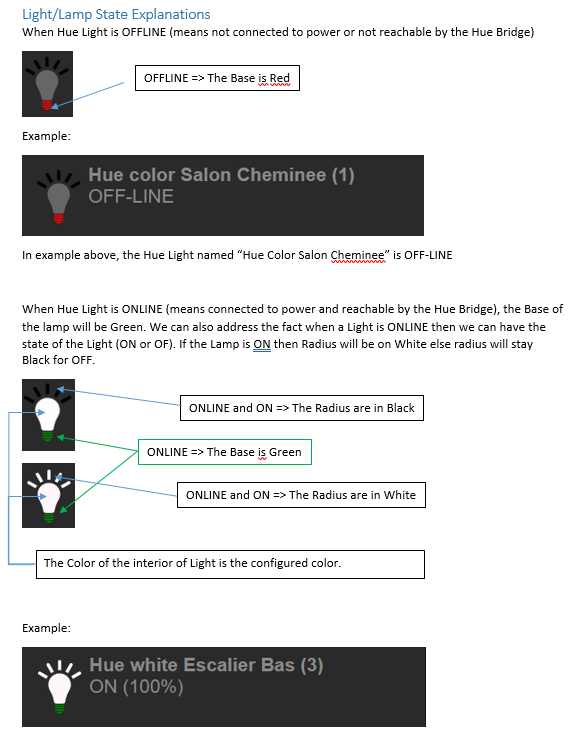 Light/Lamp State Explanations
When Hue Light is OFFLINE (means not connected to power or not reachable by the Hue Bridge)
OFFLINE => The Base is Red
Example:
Hue color Salon Cheminee (1)
OFF-LINE
In example above, the Hue Light named “Hue Color Salon Cheminee” is OFF-LINE
When Hue Light is ONLINE (means connected to power and reachable by the Hue Bridge), the Base of
the lamp will be Green. We can also address the fact when a Light is ONLINE then we can have the
state of the Light (ON or OF). If the Lamp is ON then Radius will be on White else radius will stay
Black for OFF.
ONLINE and ON => The Radius are in Black
ONLINE => The Base is Green
ONLINE and ON => The Radius are in White
The Color of the interior of Light is the configured color.
Example:
Hue white Escalier Bas (3)
ON (100%)